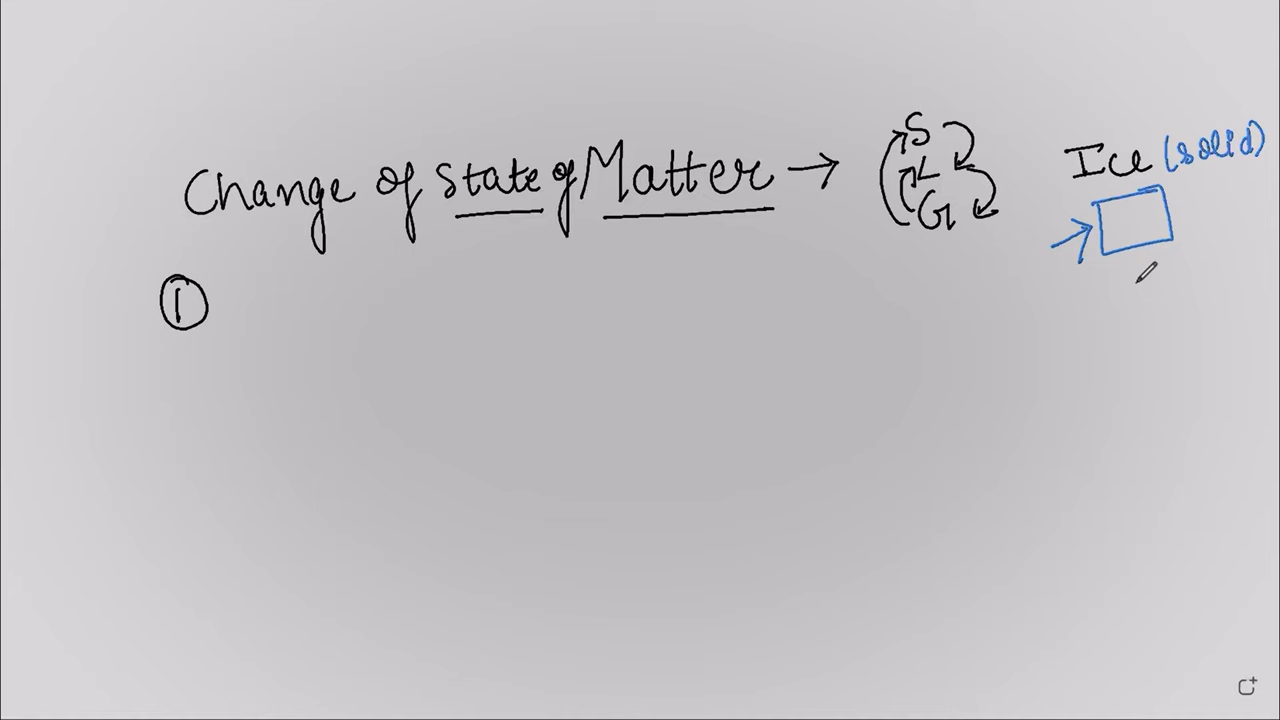 Change of state of Matter → S
L
G
Ice (solid)
①